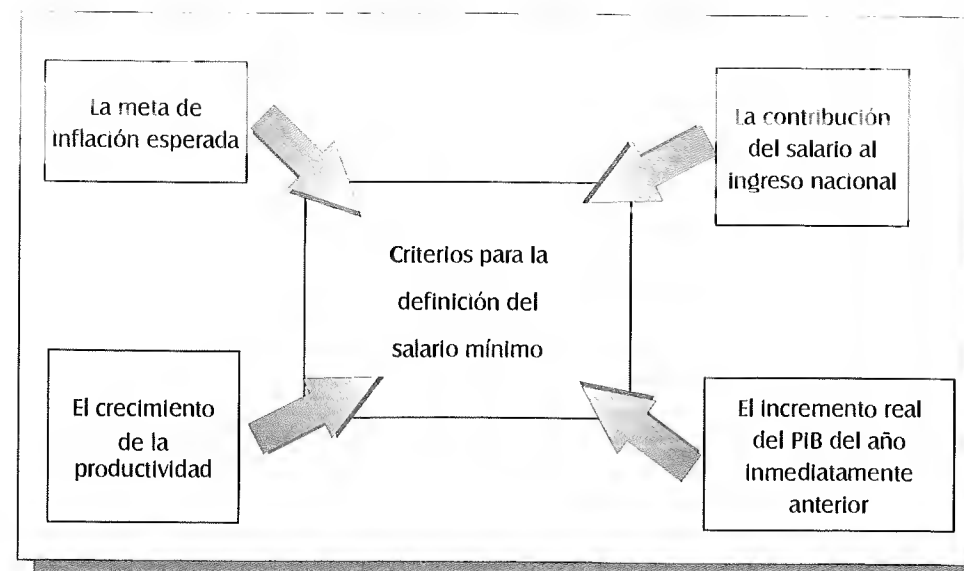 La meta de
inflación esperada
La contribución
del salario al
ingreso nacional
Criterios para la
definición del
salario mínimo
El crecimiento
de la
productividad
El incremento real
del PIB del año
inmediatamente
anterior